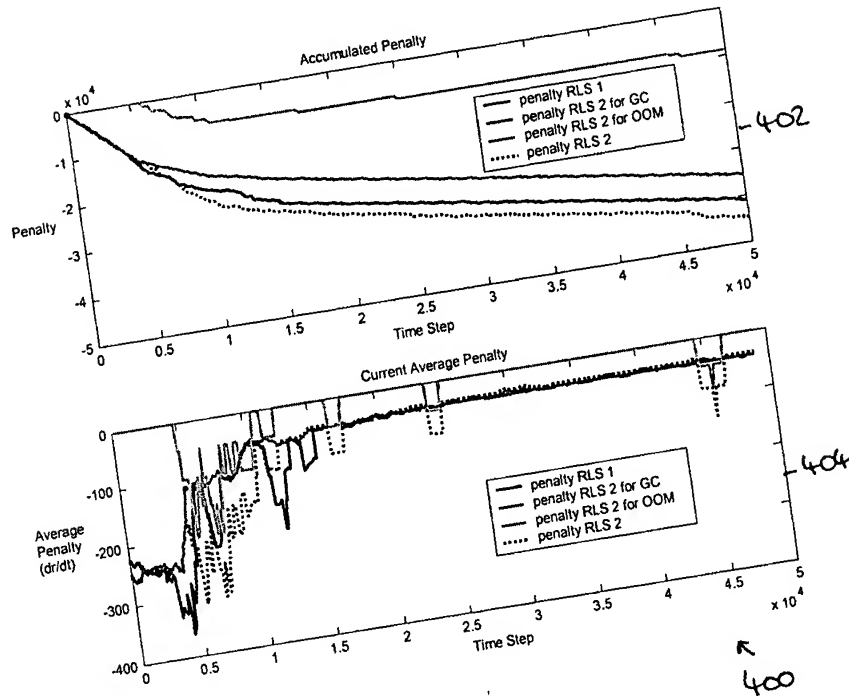 Accumulated Penalty
x 10^4
0
-1
-2
-3
-4
-5
Penalty
penalty RLS 1
penalty RLS 2 for GC
penalty RLS 2 for OOM
penalty RLS 2
402
0 0.5 1 1.5 2 2.5 3 3.5 4 4.5 5
x 10^4
Time Step
Current Average Penalty
0
-100
-200
-300
-400
Average
Penalty
(dr/dt)
penalty RLS 1
penalty RLS 2 for GC
penalty RLS 2 for OOM
penalty RLS 2
404
0 0.5 1 1.5 2 2.5 3 3.5 4 4.5 5
x 10^4
Time Step
400